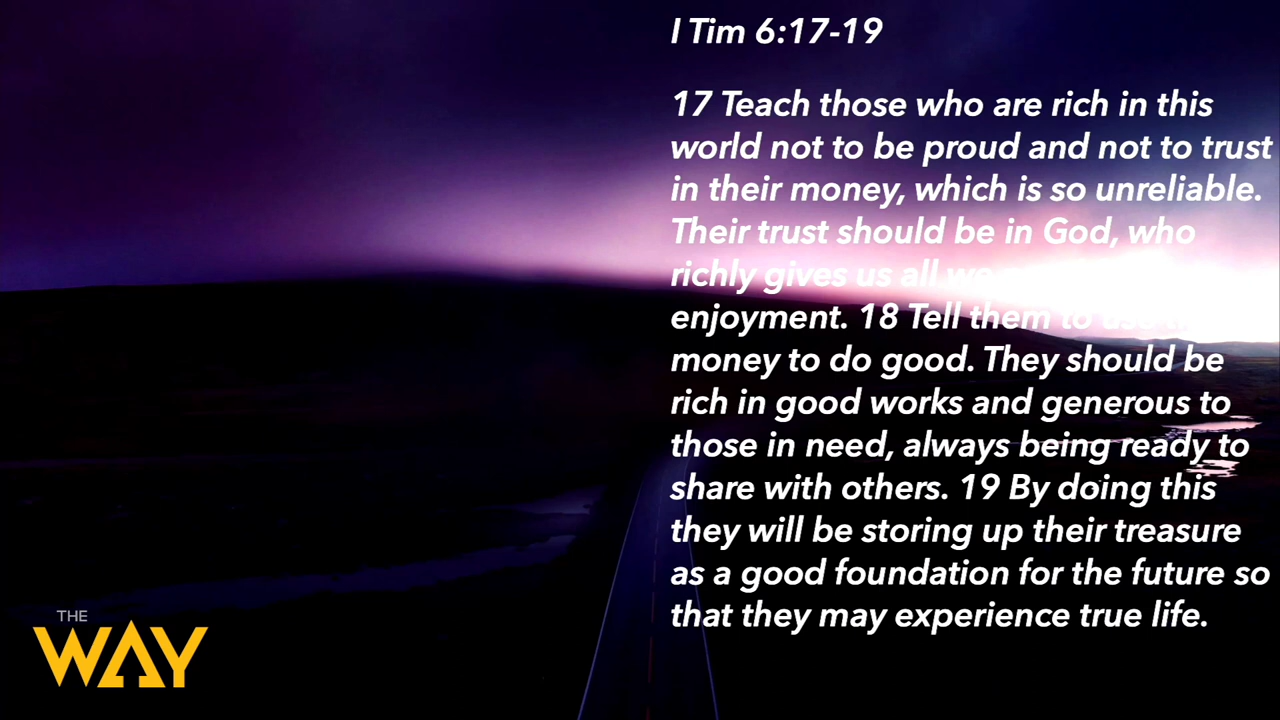 I Tim 6:17-19
17 Teach those who are rich in this
world not to be proud and not to trust
in their money, which is so unreliable.
Their trust should be in God, who
richly gives us all we
enjoyment. 18 Tell them to use
money to do good. They should be
rich in good works and generous to
those in need, always being ready to
share with others. 19 By doing this
they will be storing up their treasure
as a good foundation for the future so
that they may experience true life.
THE
WAY